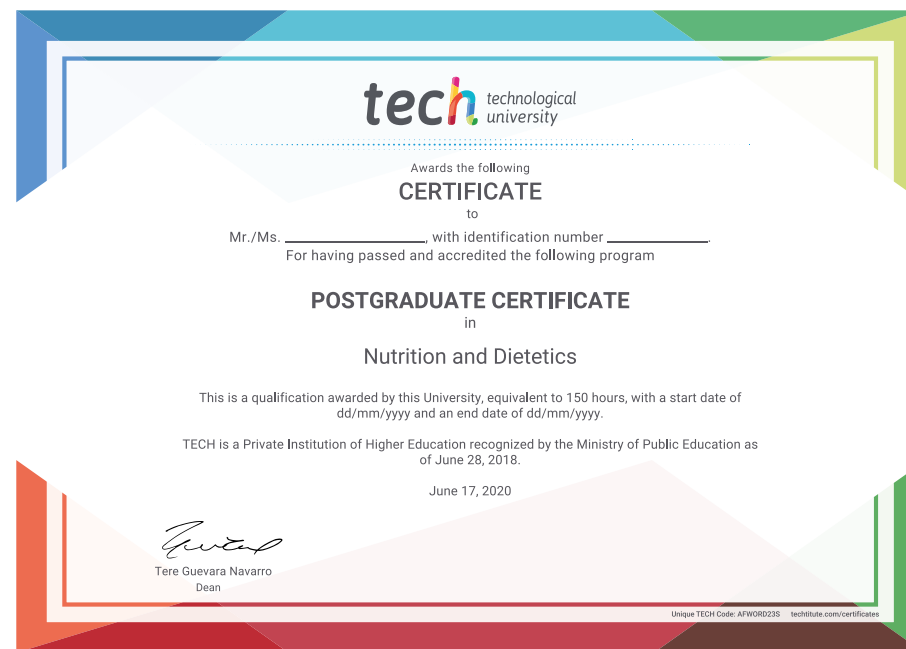 tech technological
university
Awards the following
CERTIFICATE
to
Mr./Ms. ____________________, with identification number _______________.
For having passed and accredited the following program
POSTGRADUATE CERTIFICATE
in
Nutrition and Dietetics
This is a qualification awarded by this University, equivalent to 150 hours, with a start date of
dd/mm/yyyy and an end date of dd/mm/yyyy.
TECH is a Private Institution of Higher Education recognized by the Ministry of Public Education as
of June 28, 2018.
June 17, 2020
Tere Guevara Navarro
Dean
Unique TECH Code: AFWORD23S techtitute.com/certificates